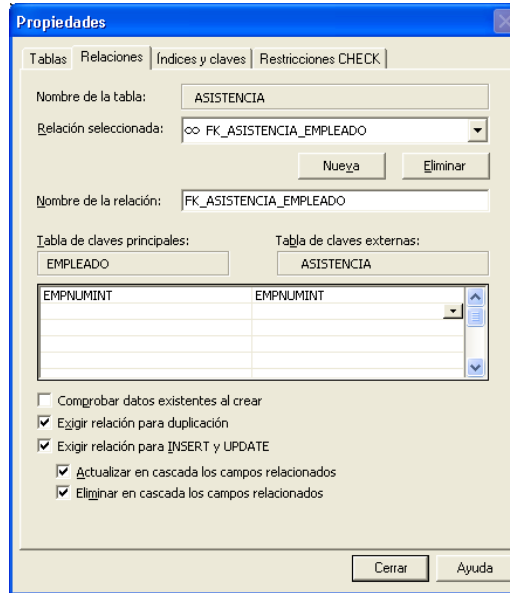 Propiedades
Tablas Relaciones Índices y claves Restricciones CHECK
Nombre de la tabla: ASISTENCIA
Relación seleccionada: FK_ASISTENCIA_EMPLEADO
Nueva Eliminar
Nombre de la relación: FK_ASISTENCIA_EMPLEADO
Tabla de claves principales: Tabla de claves externas:
EMPLEADO ASISTENCIA
EMPNUMINT EMPNUMINT
Comprobar datos existentes al crear
Exigir relación para duplicación
Exigir relación para INSERT y UPDATE
Actualizar en cascada los campos relacionados
Eliminar en cascada los campos relacionados
Cerrar Ayuda